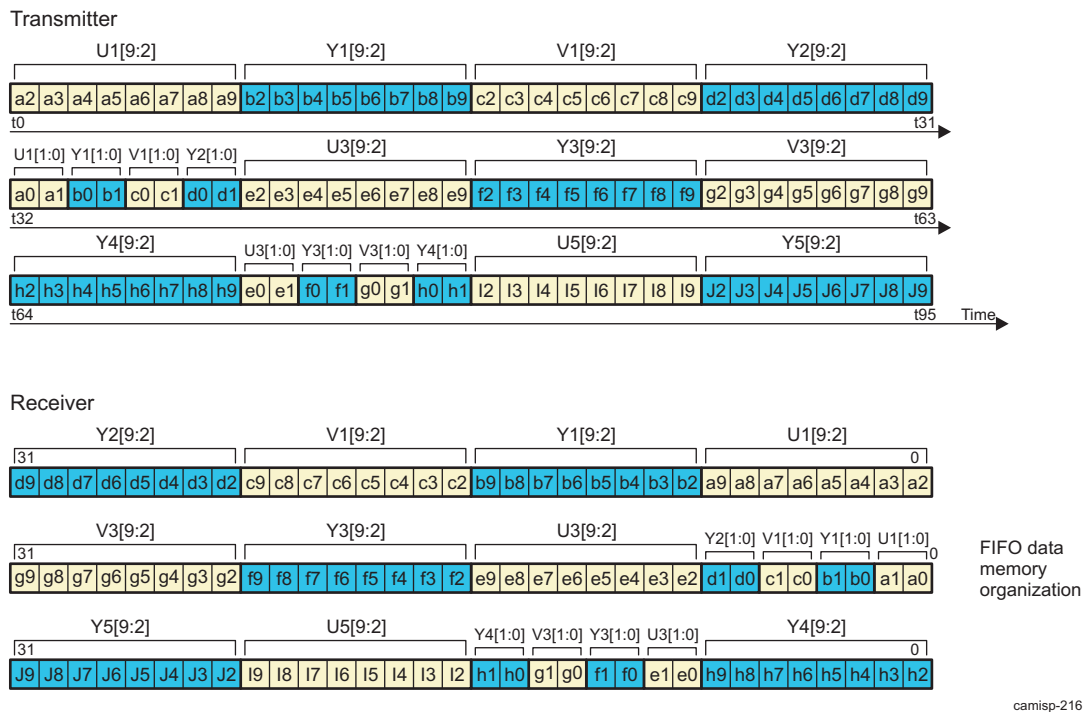 Transmitter
U1[9:2] Y1[9:2] V1[9:2] Y2[9:2]
a2 a3 a4 a5 a6 a7 a8 a9 b2 b3 b4 b5 b6 b7 b8 b9 c2 c3 c4 c5 c6 c7 c8 c9 d2 d3 d4 d5 d6 d7 d8 d9
t0 t31
U1[1:0] Y1[1:0] V1[1:0] Y2[1:0] U3[9:2] Y3[9:2] V3[9:2]
a0 a1 b0 b1 c0 c1 d0 d1 e2 e3 e4 e5 e6 e7 e8 e9 f2 f3 f4 f5 f6 f7 f8 f9 g2 g3 g4 g5 g6 g7 g8 g9
t32 t63
Y4[9:2] U3[1:0] Y3[1:0] V3[1:0] Y4[1:0] U5[9:2] Y5[9:2]
h2 h3 h4 h5 h6 h7 h8 h9 e0 e1 f0 f1 g0 g1 h0 h1 I2 I3 I4 I5 I6 I7 I8 I9 J2 J3 J4 J5 J6 J7 J8 J9
t64 t95 Time
Receiver
Y2[9:2] V1[9:2] Y1[9:2] U1[9:2]
31 0
d9 d8 d7 d6 d5 d4 d3 d2 c9 c8 c7 c6 c5 c4 c3 c2 b9 b8 b7 b6 b5 b4 b3 b2 a9 a8 a7 a6 a5 a4 a3 a2
V3[9:2] Y3[9:2] U3[9:2] Y2[1:0] V1[1:0] Y1[1:0] U1[1:0]
31 0
g9 g8 g7 g6 g5 g4 g3 g2 f9 f8 f7 f6 f5 f4 f3 f2 e9 e8 e7 e6 e5 e4 e3 e2 d1 d0 c1 c0 b1 b0 a1 a0
FIFO data
memory
organization
Y5[9:2] U5[9:2] Y4[1:0] V3[1:0] Y3[1:0] U3[1:0] Y4[9:2]
31 0
J9 J8 J7 J6 J5 J4 J3 J2 I9 I8 I7 I6 I5 I4 I3 I2 h1 h0 g1 g0 f1 f0 e1 e0 h9 h8 h7 h6 h5 h4 h3 h2
camisp-216